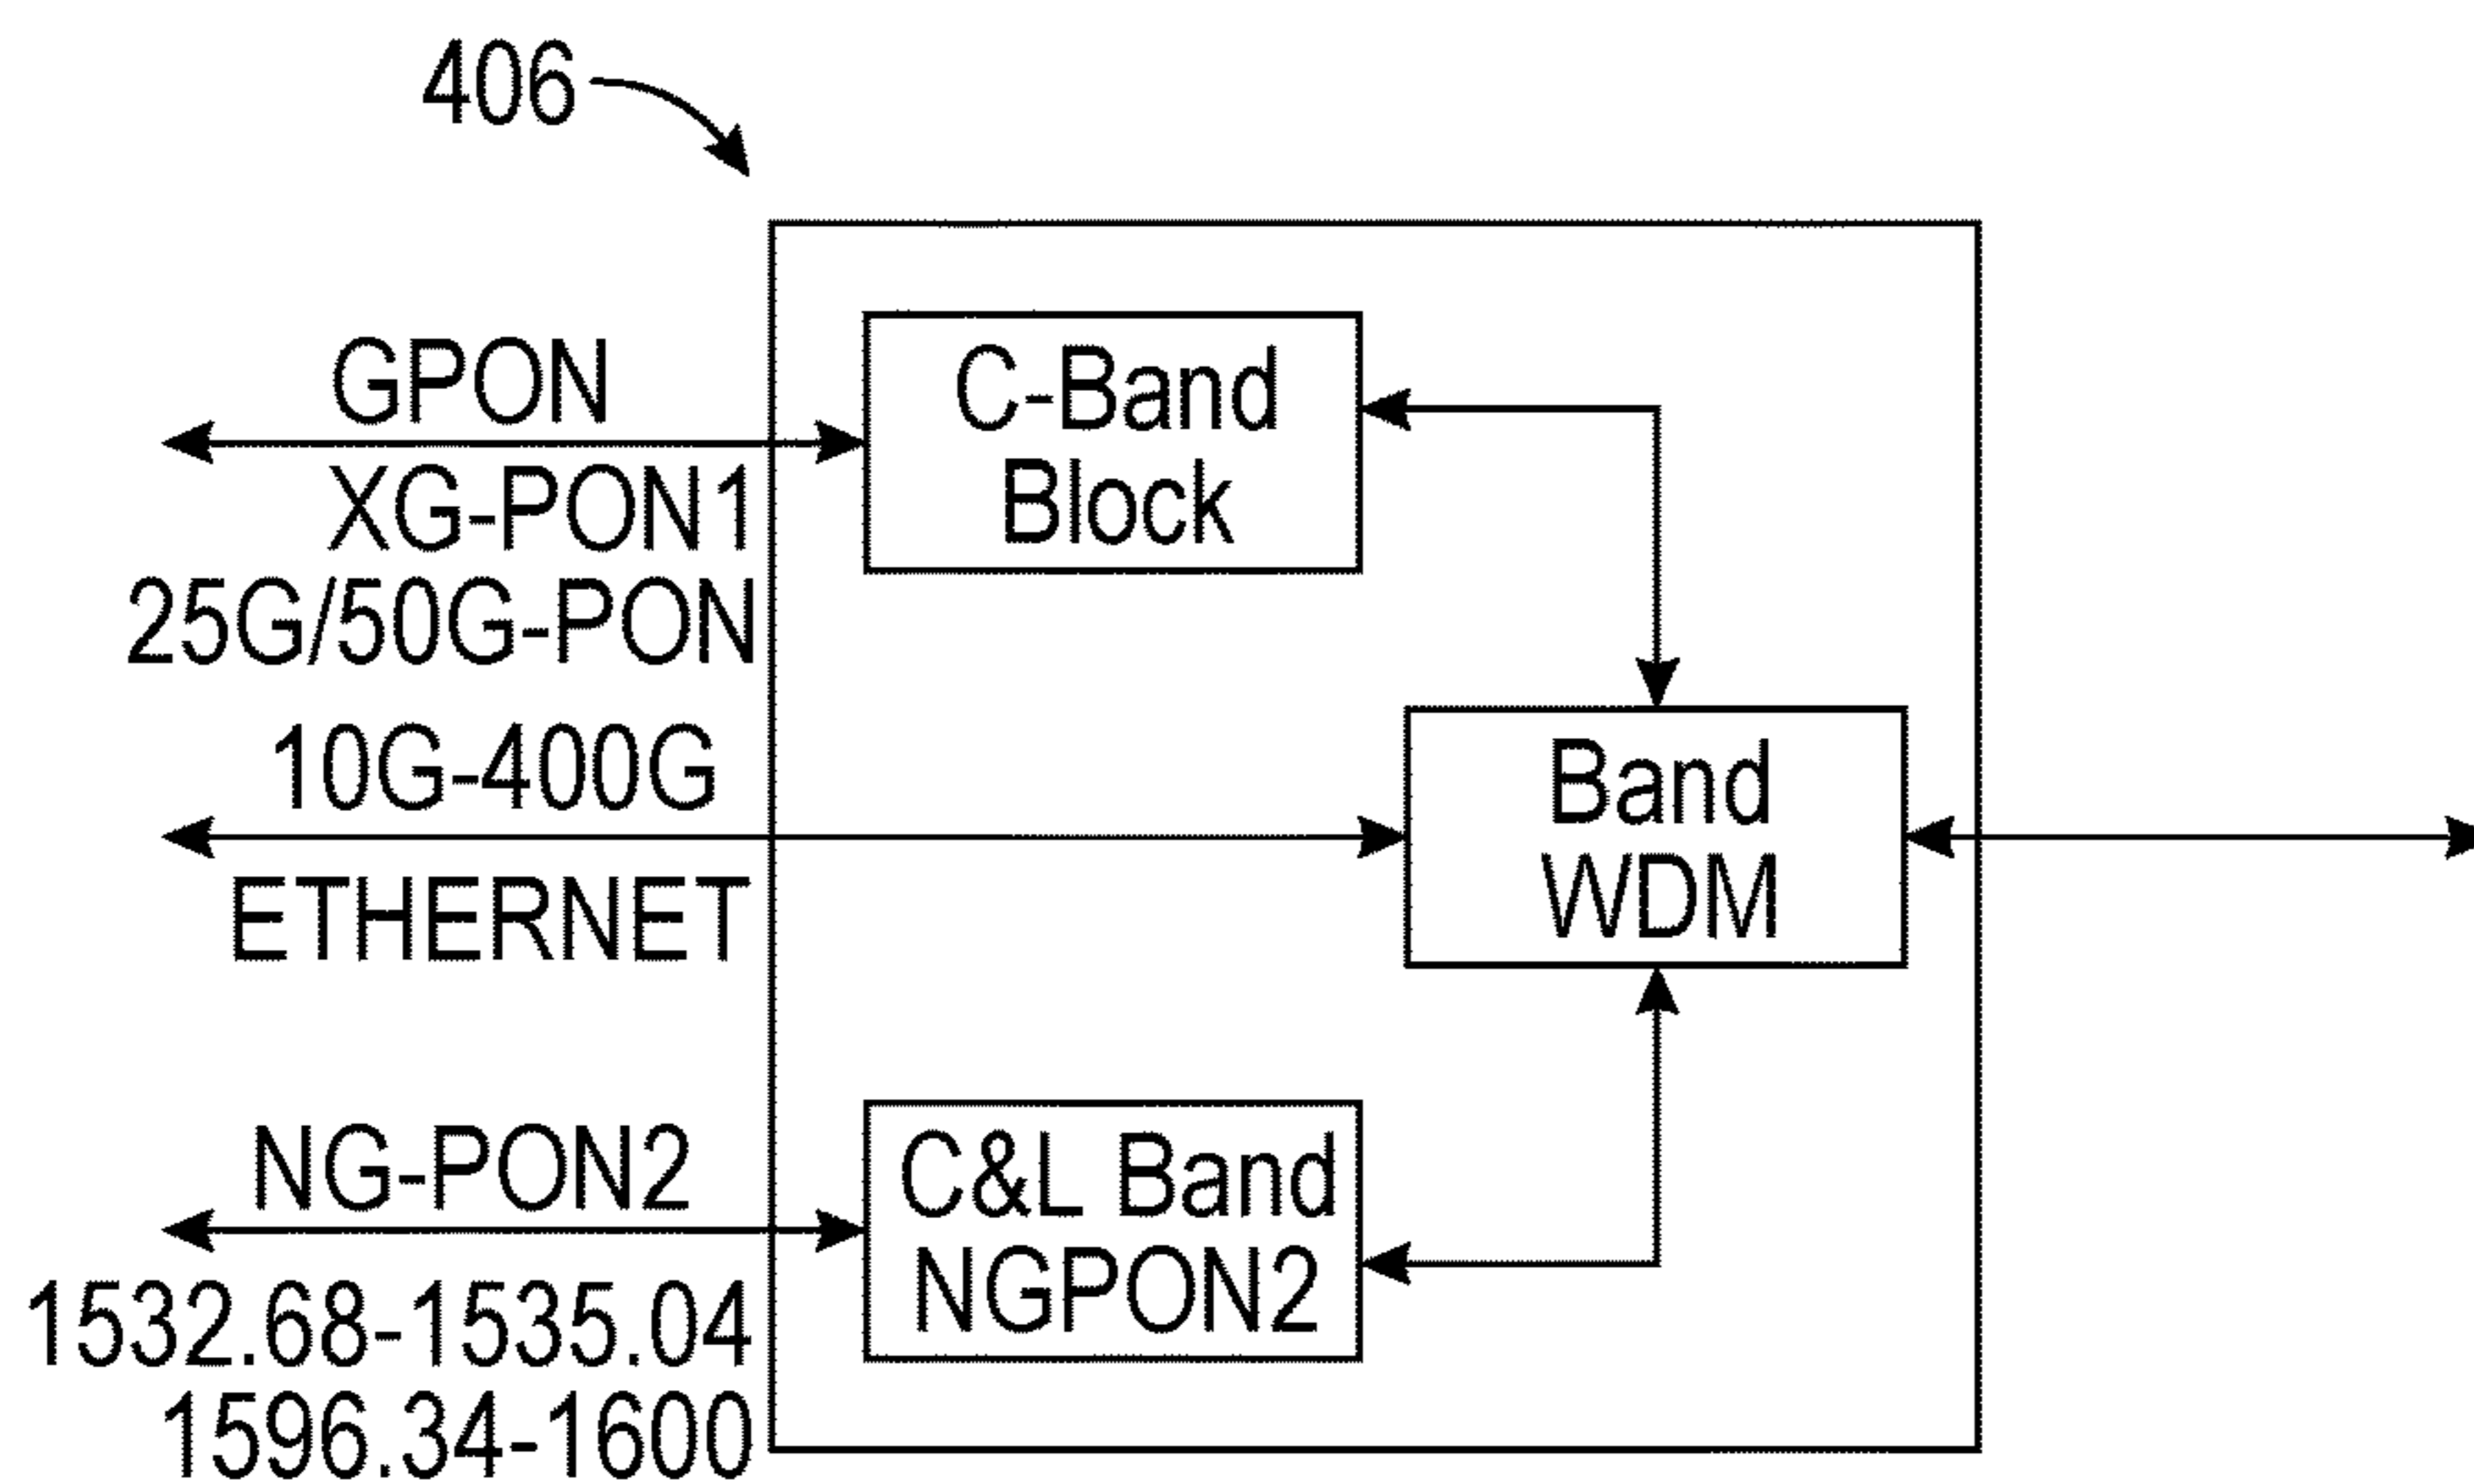 406
GPON
XG-PON1
25G/50G-PON
C-Band
Block
10G-400G
ETHERNET
Band
WDM
NG-PON2
1532.68-1535.04
1596.34-1600
C&L Band
NGPON2